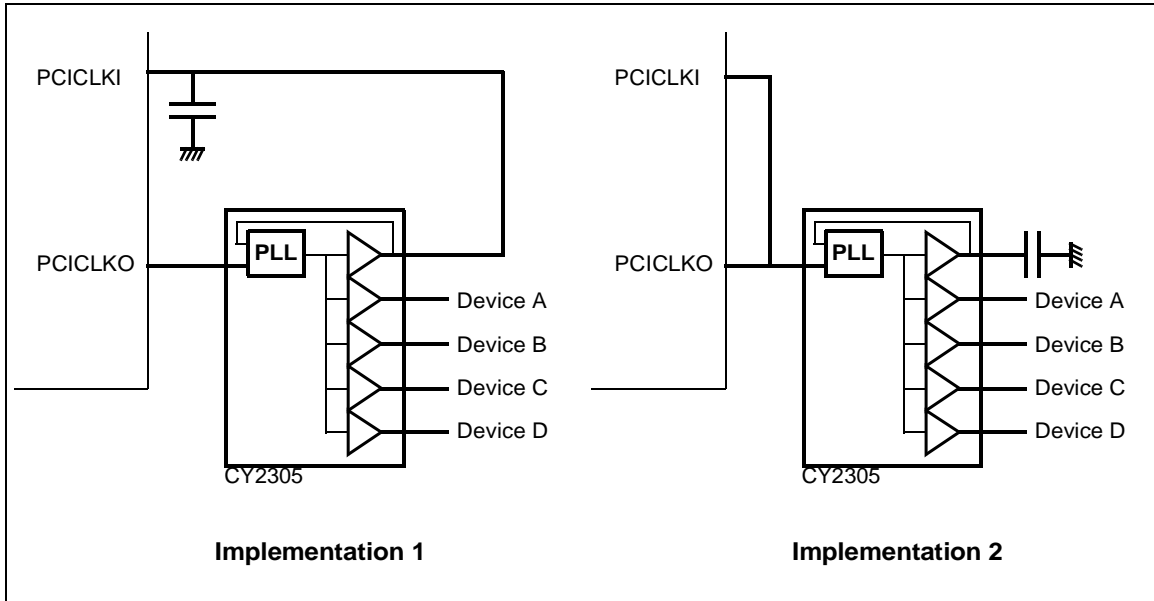 PCICLKI
PCICLKO
PLL
Device A
Device B
Device C
Device D
CY2305
Implementation 1
PCICLKI
PCICLKO
PLL
Device A
Device B
Device C
Device D
CY2305
Implementation 2